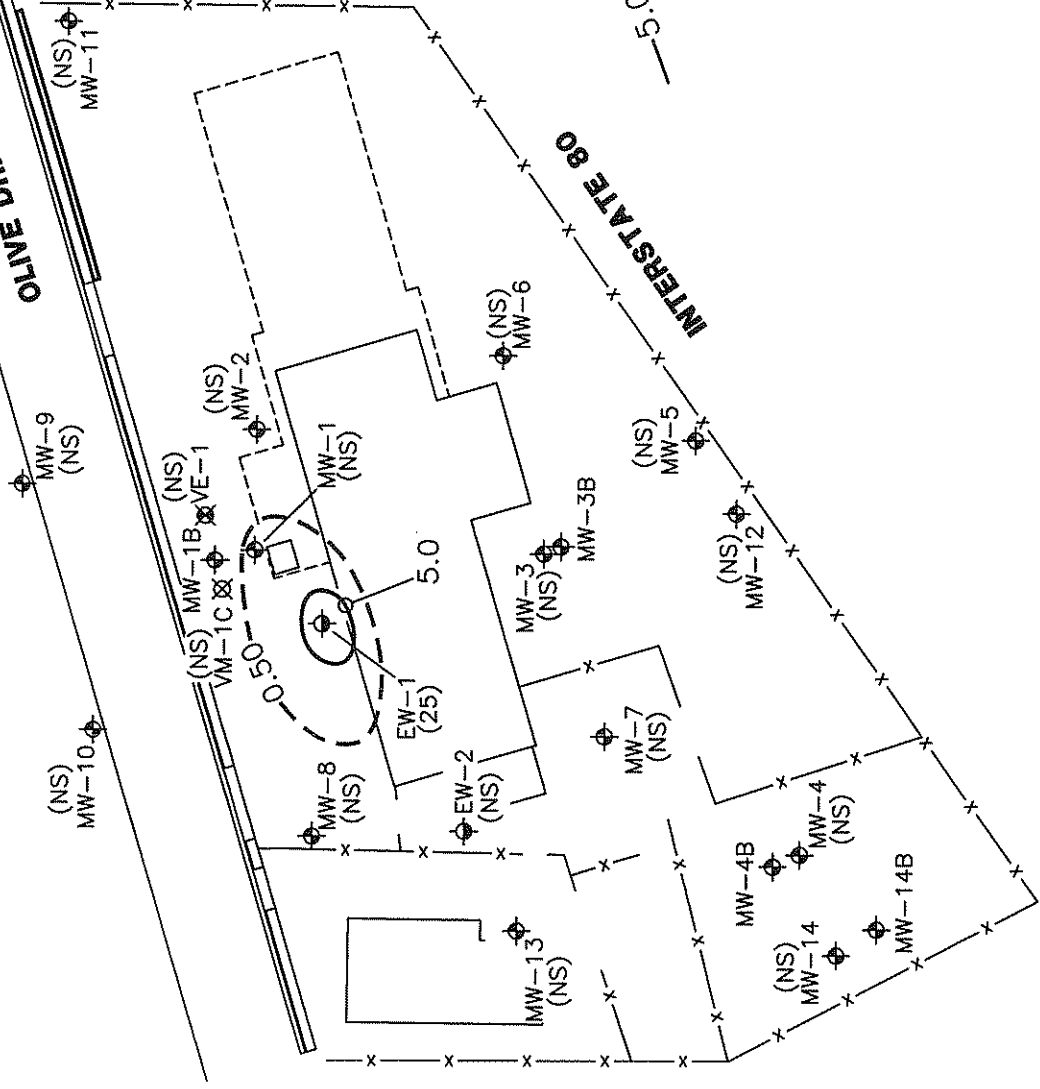 OLIVE
(NS)
MW-11
—5.0
MW-9
(NS)
INTERSTATE 80
(NS)
MW-2
(NS)
MW-6
(NS)
VE-1
MW-1
(NS)
MW-1B
(NS)
VM-1C
0.50
5.0
(NS)
MW-5
MW-3B
MW-3
(NS)
(NS)
MW-12
EW-1
(25)
(NS)
MW-10
MW-8
(NS)
EW-2
(NS)
MW-7
(NS)
MW-4
(NS)
MW-4B
MW-14B
(NS)
MW-14
MW-13
(NS)